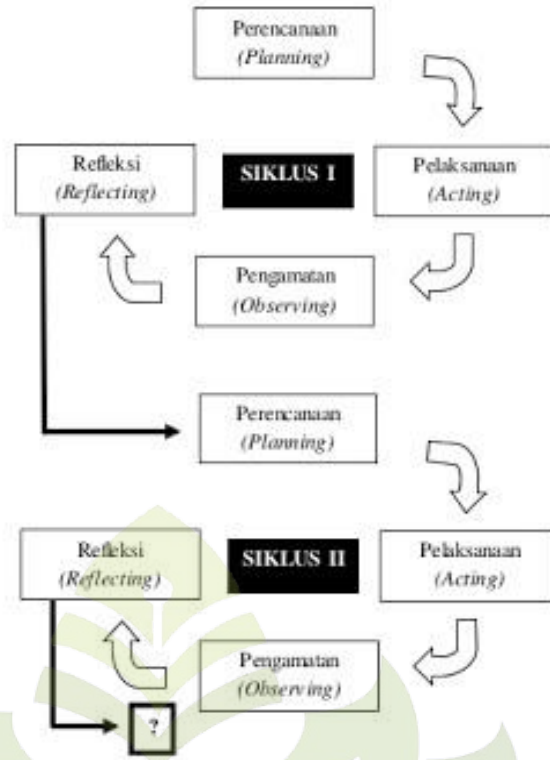 Perencanaan
(Planning)
Refleksi
(Reflecting)
SIKLUS I
Pelaksanaan
(Acting)
Pengamatan
(Observing)
Perencanaan
(Planning)
Refleksi
(Reflecting)
SIKLUS II
Pelaksanaan
(Acting)
Pengamatan
(Observing)
?